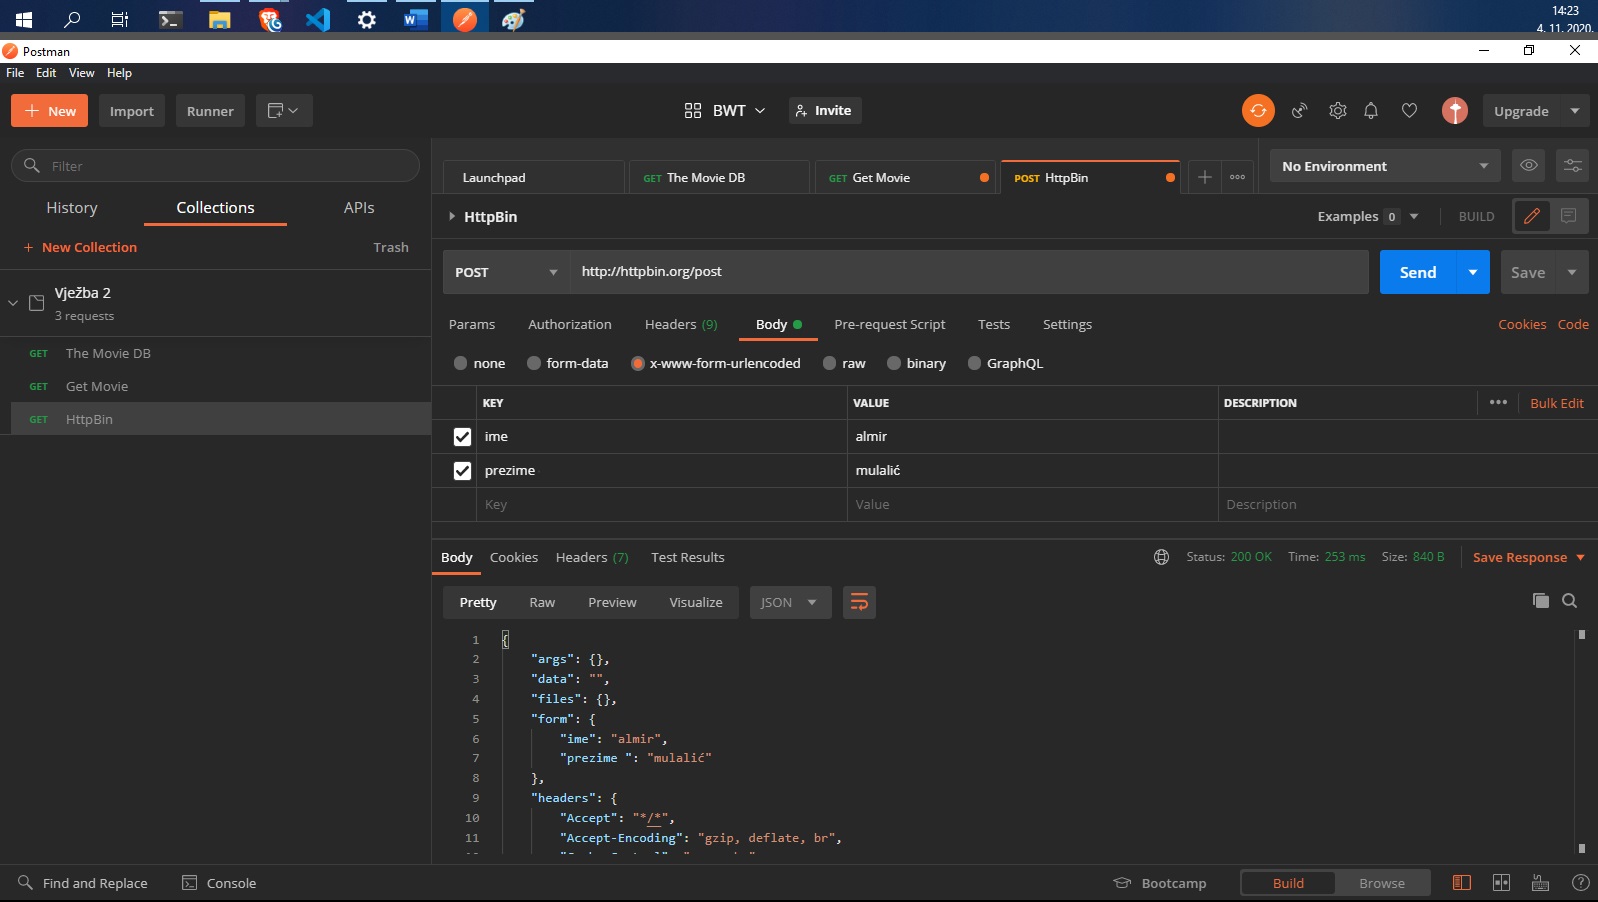 14:23
4. 11. 2020.
Postman
File Edit View Help
+ New Import Runner BWT Invite Upgrade
Filter
Launchpad GET The Movie DB GET Get Movie POST HttpBin No Environment
History Collections APIs
HttpBin Examples 0 BUILD
+ New Collection Trash
POST http://httpbin.org/post Send Save
Vježba 2
3 requests
Params Authorization Headers (9) Body Pre-request Script Tests Settings Cookies Code
GET The Movie DB
none form-data x-www-form-urlencoded raw binary GraphQL
GET Get Movie
KEY VALUE DESCRIPTION Bulk Edit
GET HttpBin
ime almir
prezime mulalić
Key Value Description
Body Cookies Headers (7) Test Results Status: 200 OK Time: 253 ms Size: 840 B Save Response
Pretty Raw Preview Visualize JSON
1 {
2 "args": {},
3 "data": "",
4 "files": {},
5 "form": {
6 "ime": "almir",
7 "prezime ": "mulalić"
8 },
9 "headers": {
10 "Accept": "*/*",
11 "Accept-Encoding": "gzip, deflate, br",
Find and Replace Console Bootcamp Build Browse